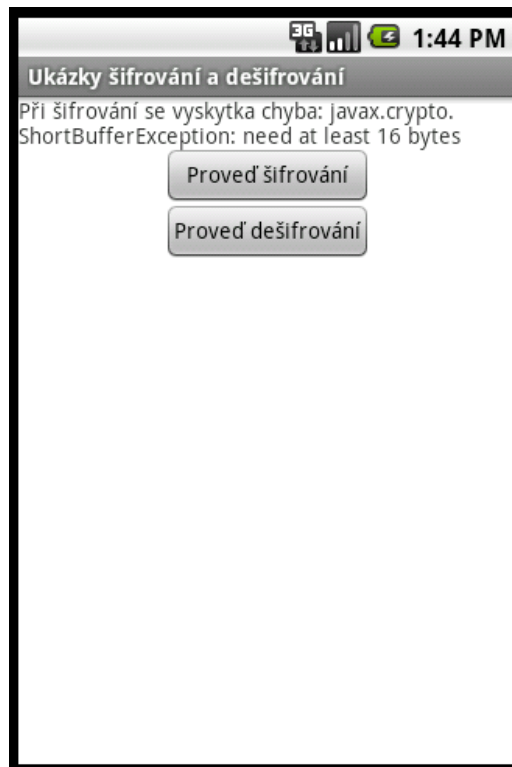 3G
1:44 PM
Ukázky šifrování a dešifrování
Při šifrování se vyskytka chyba: javax.crypto.
ShortBufferException: need at least 16 bytes
Proveď šifrování
Proveď dešifrování